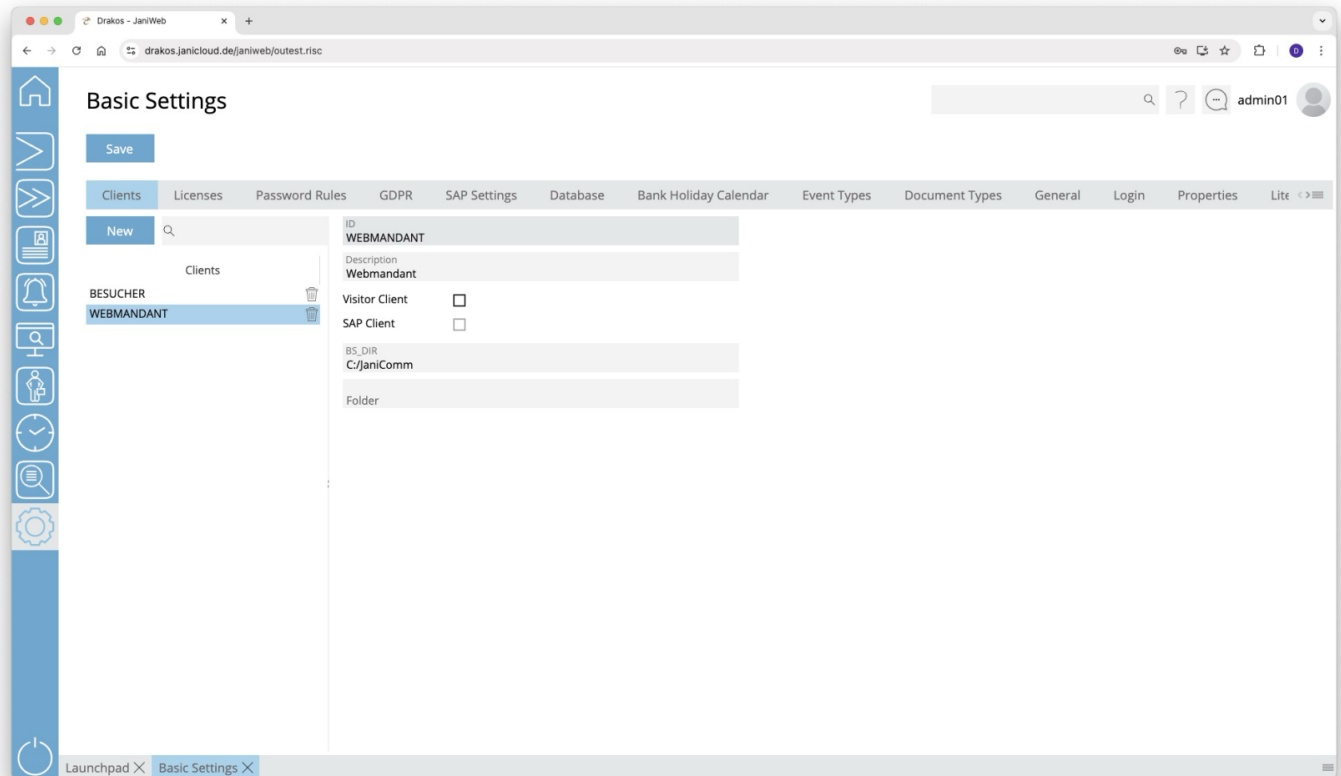 Drakos - JaniWeb
drakos.janicloud.de/janiweb/outest.risc
D
Basic Settings
admin01
Save
Clients Licenses Password Rules GDPR SAP Settings Database Bank Holiday Calendar Event Types Document Types General Login Properties Lite
New
Clients
BESUCHER
WEBMANDANT
ID
WEBMANDANT
Description
Webmandant
Visitor Client
SAP Client
BS_DIR
C:/JaniComm
Folder
Launchpad Basic Settings